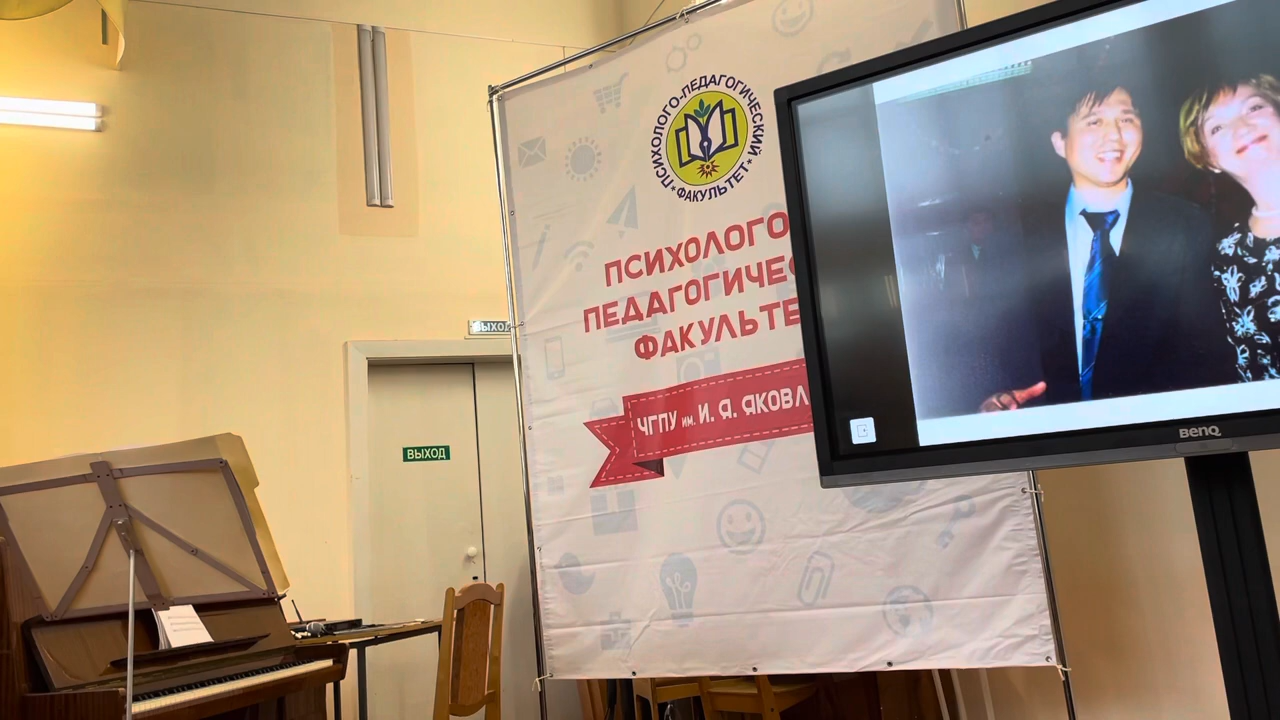 ПСИХОЛОГО-ПЕДАГОГИЧЕСКИЙ
* ФАКУЛЬТЕТ *
ПСИХОЛОГО
ПЕДАГОГИЧЕС
ФАКУЛЬТЕ
ЧГПУ им. И. Я. ЯКОВЛ
BenQ
ВЫХОД
ВЫХОД